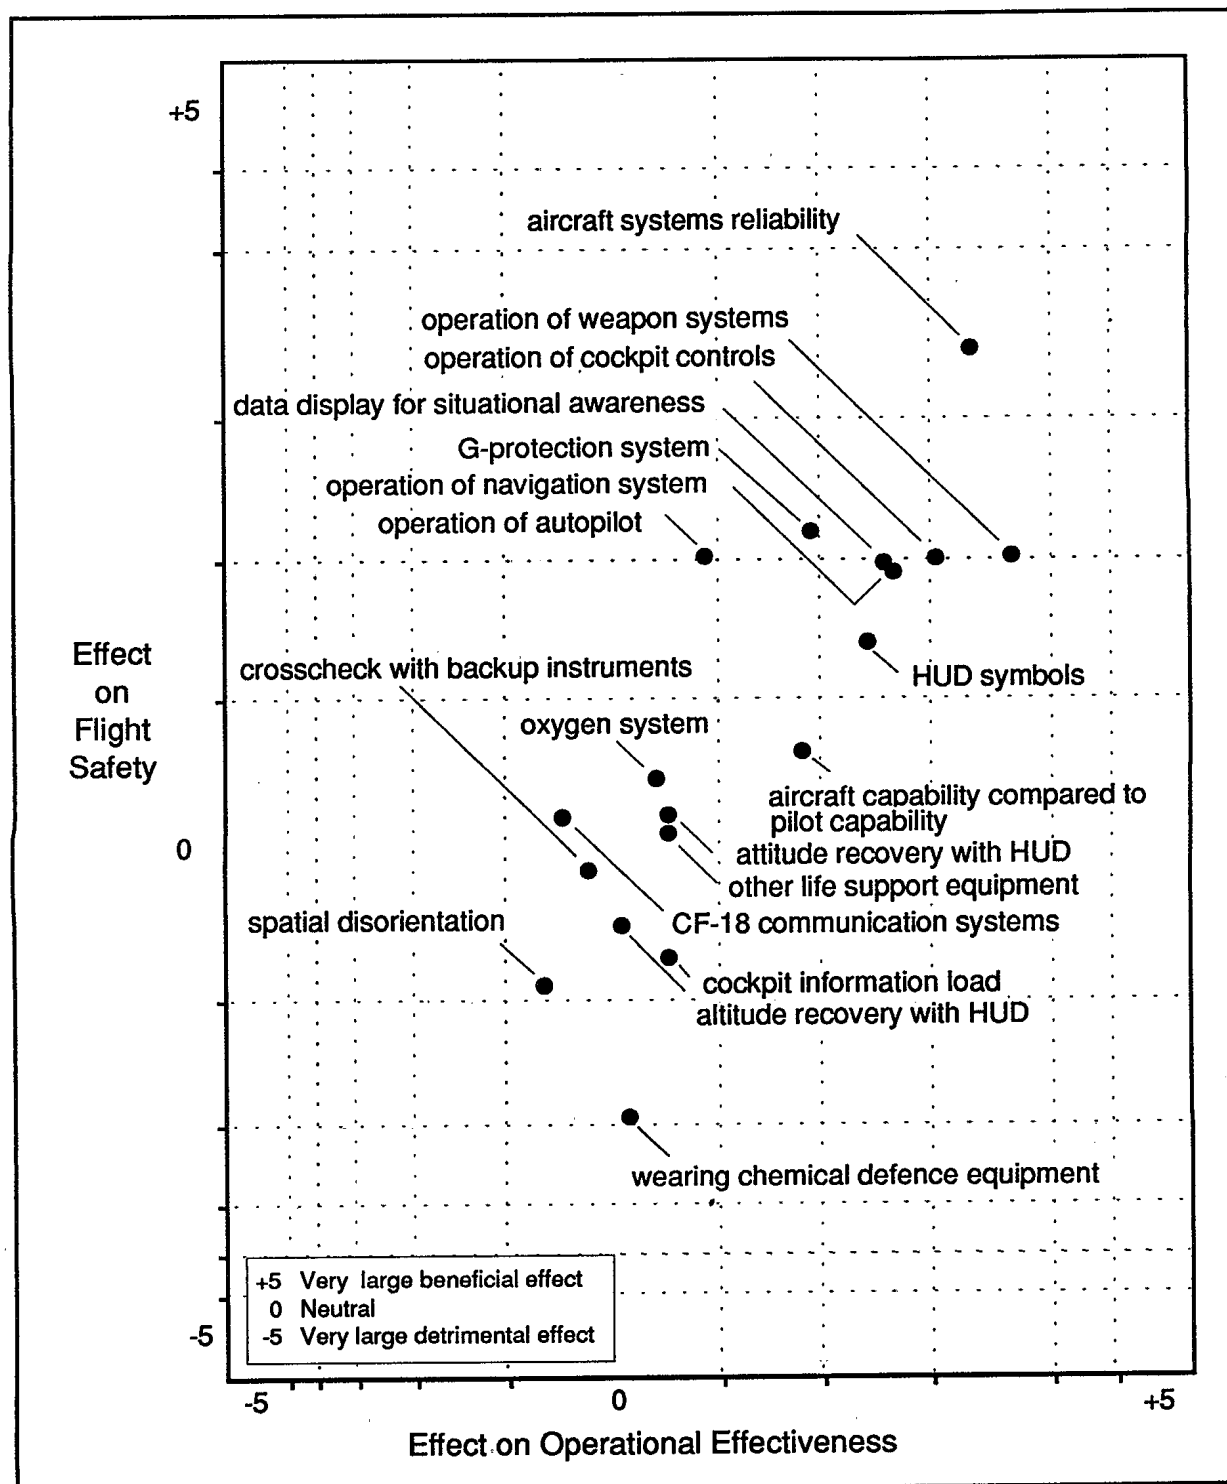 +5
aircraft systems reliability
operation of weapon systems
operation of cockpit controls
data display for situational awareness
G-protection system
operation of navigation system
operation of autopilot
Effect
on
Flight
Safety
crosscheck with backup instruments
HUD symbols
oxygen system
aircraft capability compared to
pilot capability
0
attitude recovery with HUD
other life support equipment
spatial disorientation
CF-18 communication systems
cockpit information load
altitude recovery with HUD
wearing chemical defence equipment
+5 Very large beneficial effect
0 Neutral
-5 Very large detrimental effect
-5
-5 0 +5
Effect on Operational Effectiveness